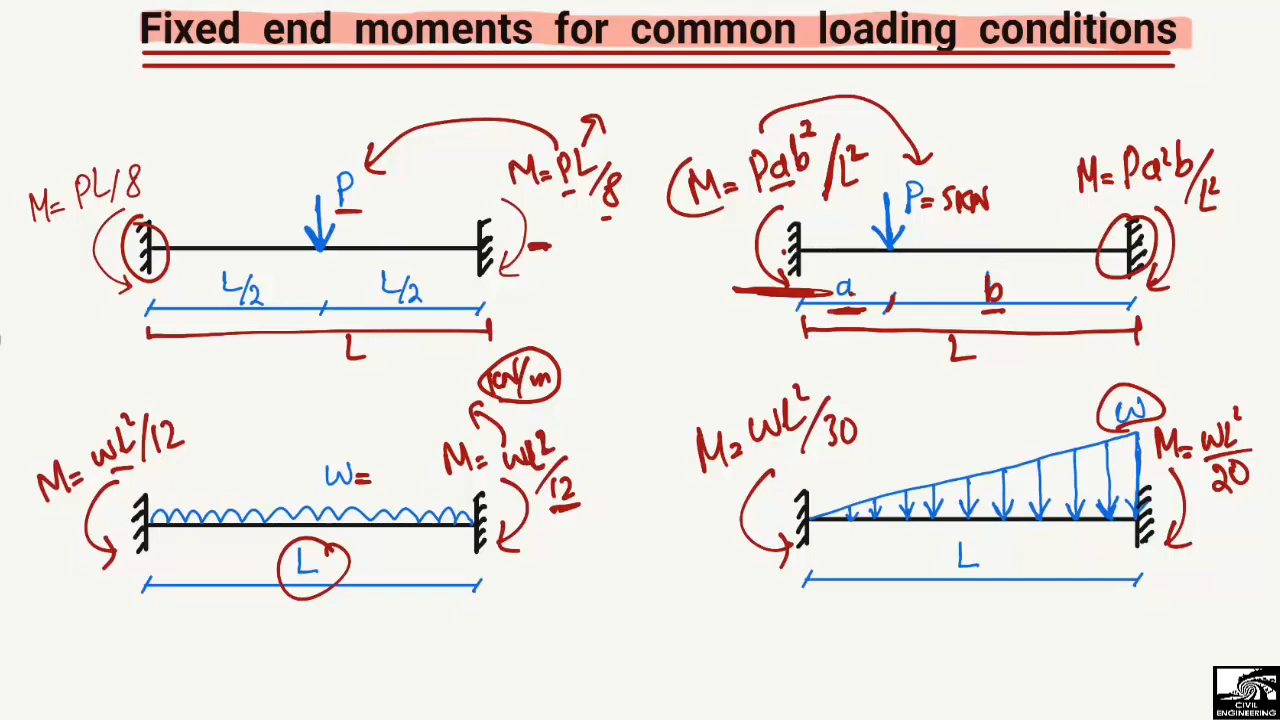 Fixed end moments for common loading conditions
M= PL/8
P
M= PL/8
L/2
L/2
L
M= Pab²/L²
P= 5KN
M= Pa²b/L²
a
b
L
M= wL²/12
w=
kN/m
M= wL²/12
L
M= wL²/30
w
M= wL²/20
L
CIVIL
ENGINEERING